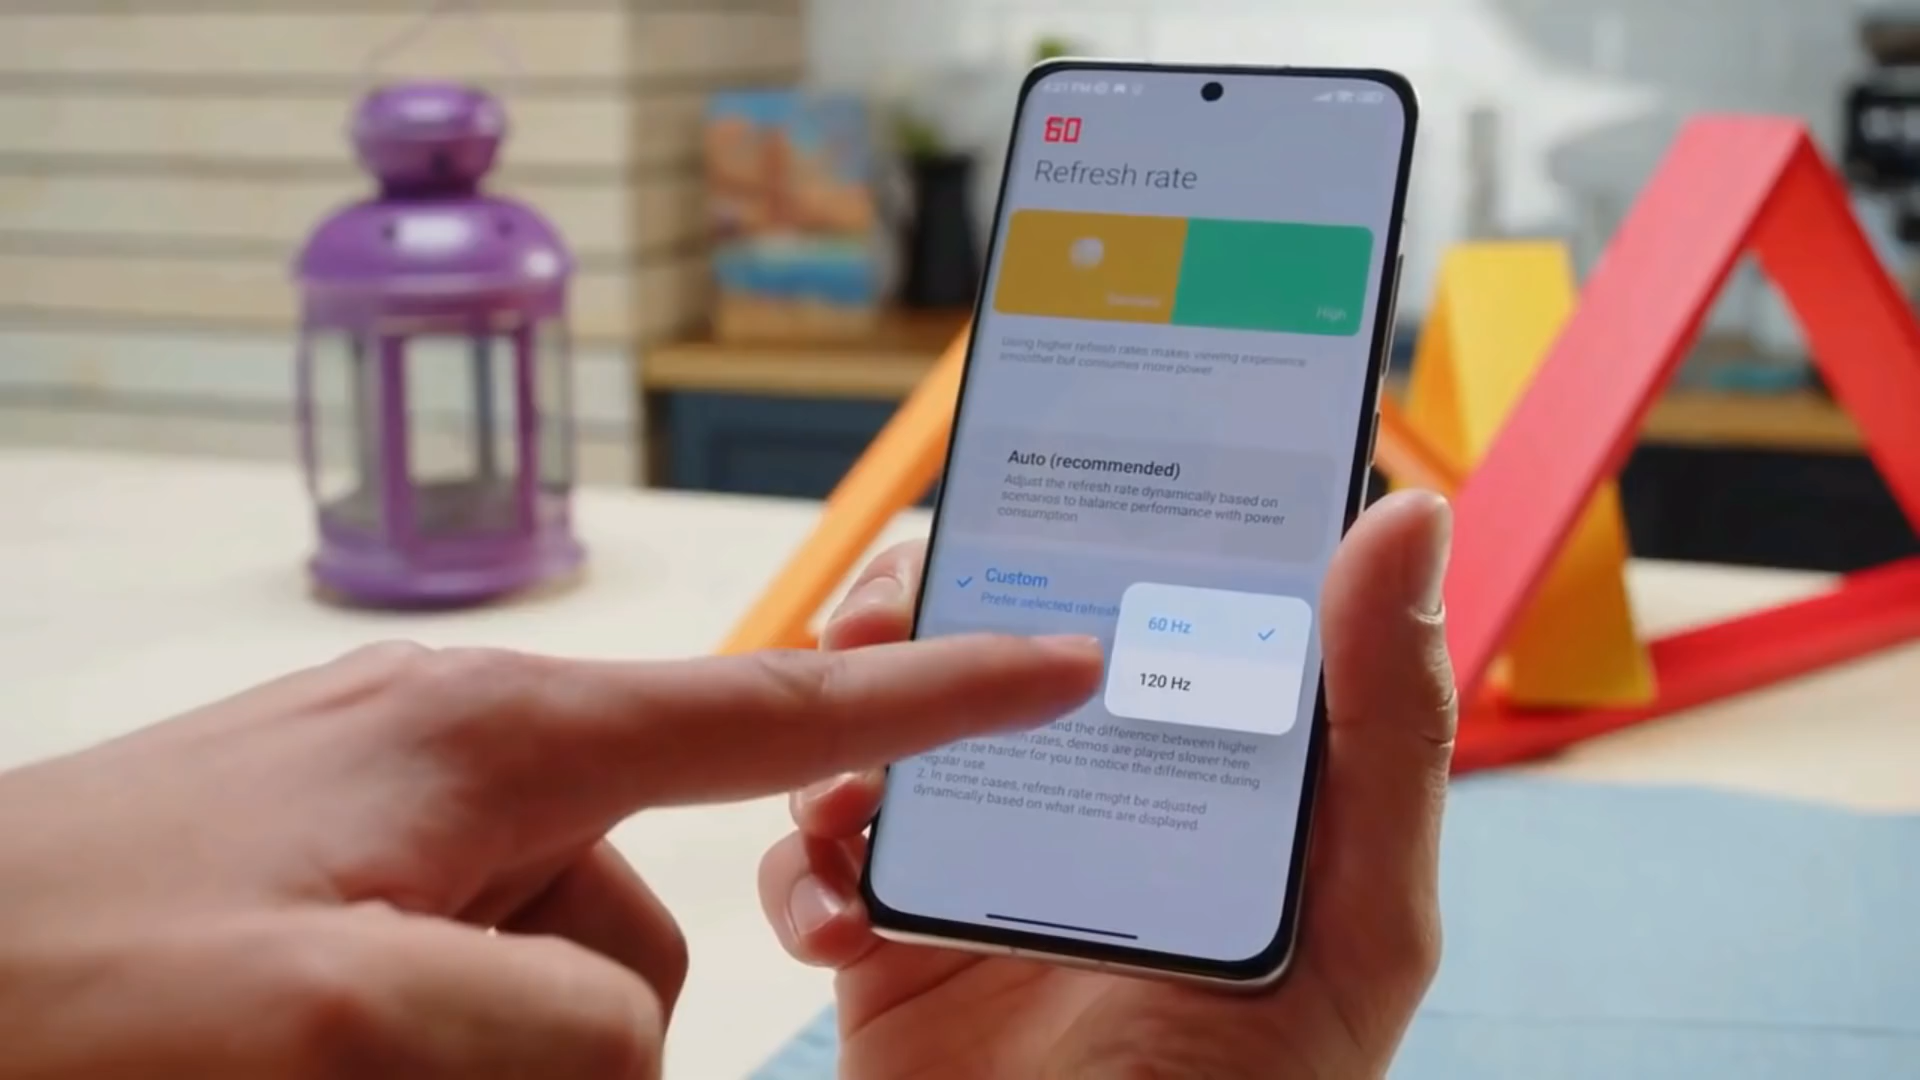 4:21 PM
60
Refresh rate
Standard
High
Using higher refresh rates makes viewing experience
smoother but consumes more power
Auto (recommended)
Adjust the refresh rate dynamically based on
scenarios to balance performance with power
consumption
Custom
Prefer selected refresh
60 Hz
120 Hz
and the difference between higher
rates, demos are played slower here.
be harder for you to notice the difference during
regular use.
2. In some cases, refresh rate might be adjusted
dynamically based on what items are displayed